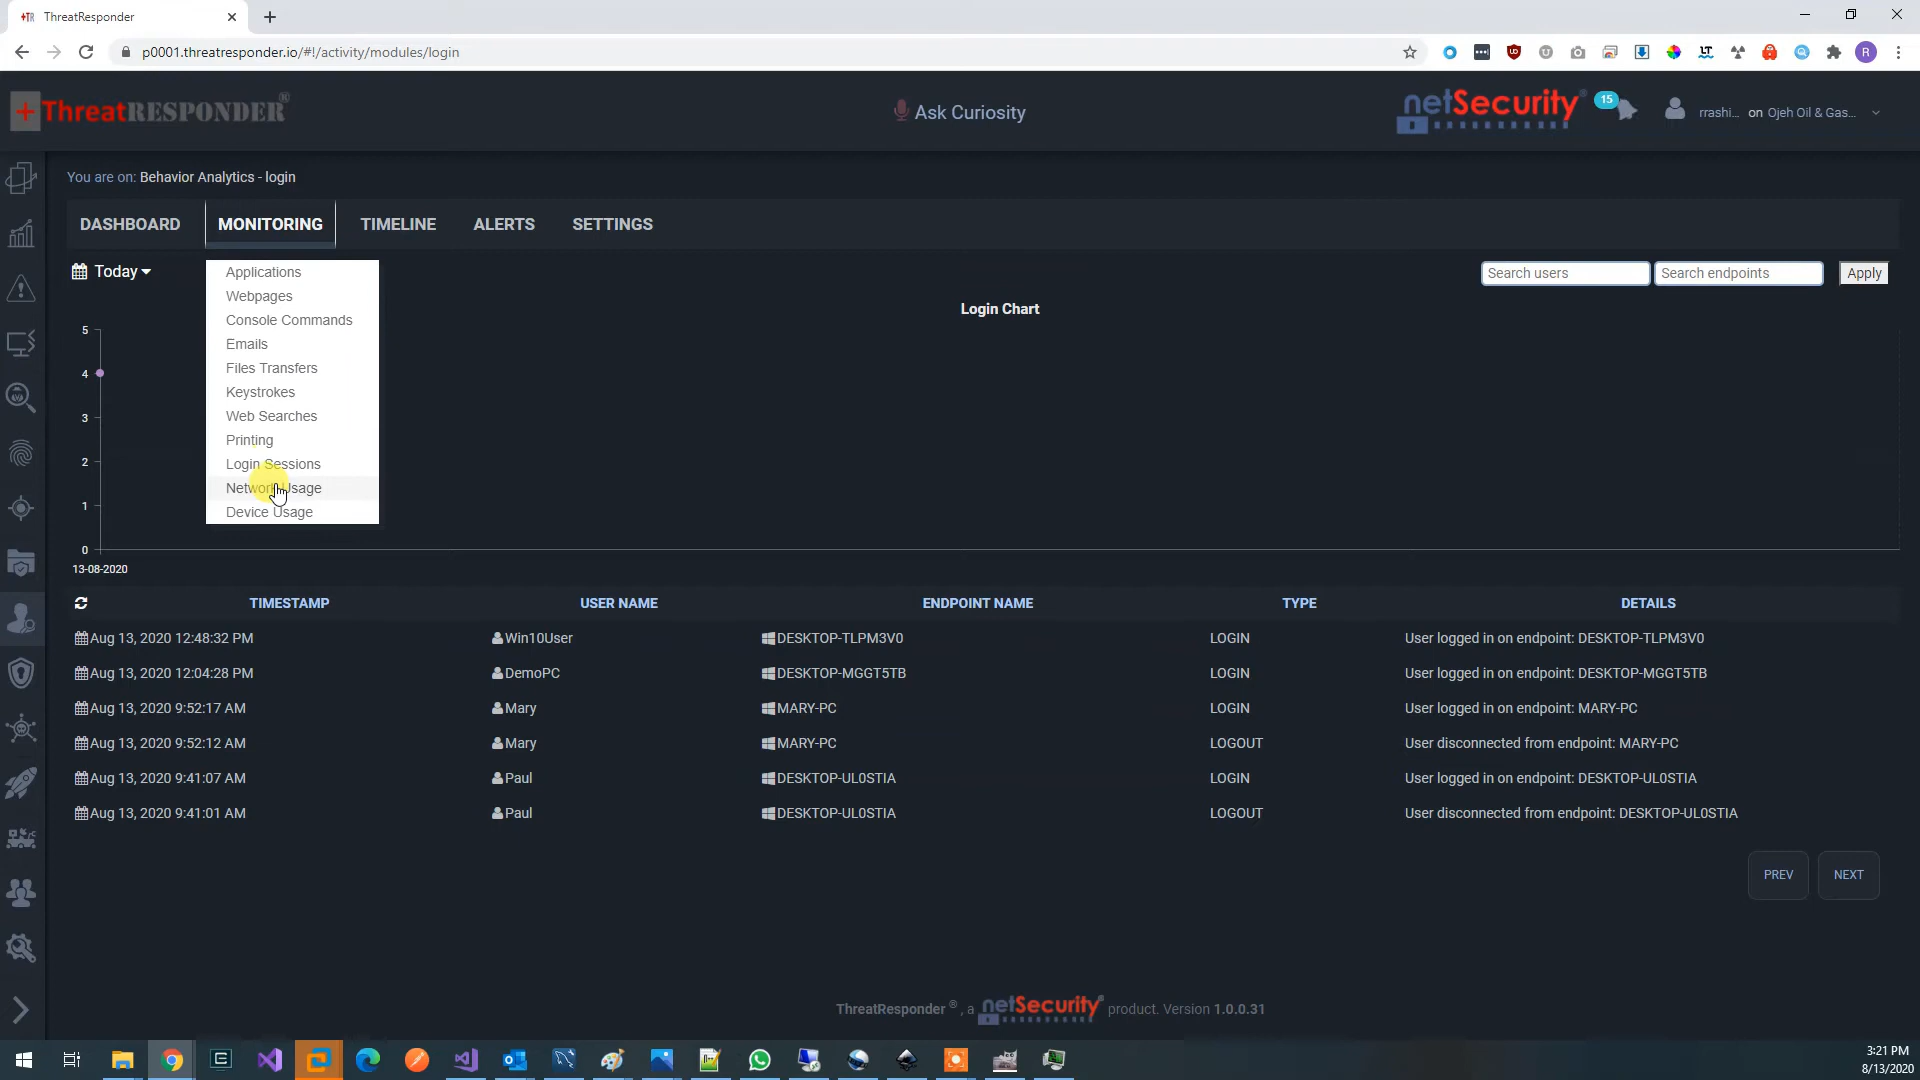 ThreatResponder
p0001.threatresponder.io/#!/activity/modules/login
R
ThreatRESPONDER®
Ask Curiosity
netSecurity®
15
rrashi... on Ojeh Oil & Gas...
You are on: Behavior Analytics - login
DASHBOARD MONITORING TIMELINE ALERTS SETTINGS
Today
Search users Search endpoints Apply
Applications
Webpages
Console Commands
Emails
Files Transfers
Keystrokes
Web Searches
Printing
Login Sessions
Network Usage
Device Usage
Login Chart
5
4
3
2
1
0
13-08-2020
TIMESTAMP USER NAME ENDPOINT NAME TYPE DETAILS
Aug 13, 2020 12:48:32 PM Win10User DESKTOP-TLPM3V0 LOGIN User logged in on endpoint: DESKTOP-TLPM3V0
Aug 13, 2020 12:04:28 PM DemoPC DESKTOP-MGGT5TB LOGIN User logged in on endpoint: DESKTOP-MGGT5TB
Aug 13, 2020 9:52:17 AM Mary MARY-PC LOGIN User logged in on endpoint: MARY-PC
Aug 13, 2020 9:52:12 AM Mary MARY-PC LOGOUT User disconnected from endpoint: MARY-PC
Aug 13, 2020 9:41:07 AM Paul DESKTOP-UL0STIA LOGIN User logged in on endpoint: DESKTOP-UL0STIA
Aug 13, 2020 9:41:01 AM Paul DESKTOP-UL0STIA LOGOUT User disconnected from endpoint: DESKTOP-UL0STIA
PREV NEXT
ThreatResponder ®, a netSecurity® product. Version 1.0.0.31
3:21 PM
8/13/2020